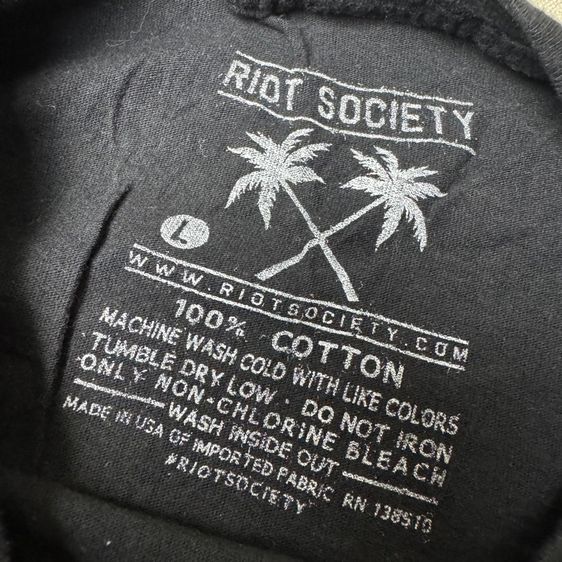 RIOT SOCIETY
L
WWW.RIOTSOCIETY.COM
100% COTTON
MACHINE WASH COLD WITH LIKE COLORS
TUMBLE DRY LOW · DO NOT IRON
ONLY NON-CHLORINE BLEACH
WASH INSIDE OUT
MADE IN USA OF IMPORTED FABRIC RN
#RIOTSOCIETY